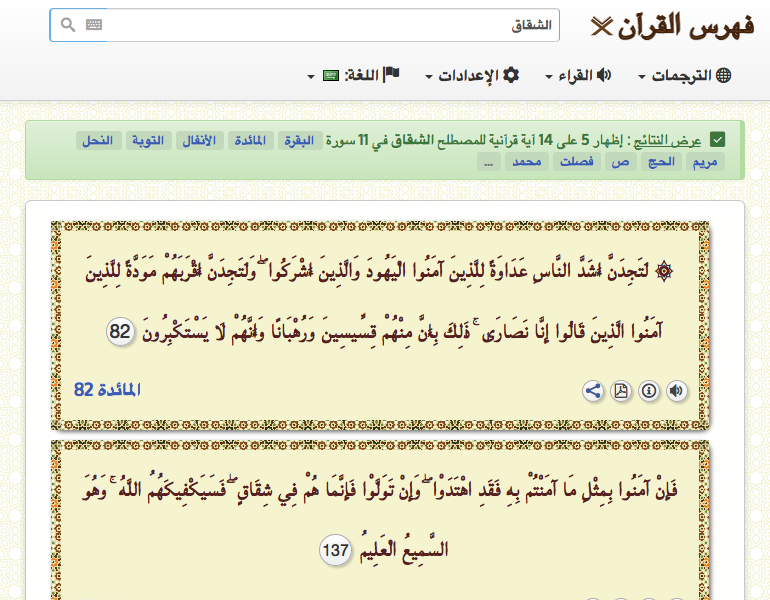 فهرس القرآن
الشقاق
الترجمات القراء الإعدادات اللغة:
عرض النتائج : إظهار 5 على 14 آية قرآنية للمصطلح الشقاق في 11 سورة البقرة المائدة الأنفال التوبة النحل
مريم الحج ص فصلت محمد ...
۞ لَتَجِدَنَّ أَشَدَّ النَّاسِ عَدَاوَةً لِلَّذِينَ آمَنُوا الْيَهُودَ وَالَّذِينَ أَشْرَكُوا ۖ وَلَتَجِدَنَّ أَقْرَبَهُمْ مَوَدَّةً لِلَّذِينَ
آمَنُوا الَّذِينَ قَالُوا إِنَّا نَصَارَىٰ ۚ ذَٰلِكَ بِأَنَّ مِنْهُمْ قِسِّيسِينَ وَرُهْبَانًا وَأَنَّهُمْ لَا يَسْتَكْبِرُونَ 82
المائدة 82
فَإِنْ آمَنُوا بِمِثْلِ مَا آمَنْتُمْ بِهِ فَقَدِ اهْتَدَوْا ۖ وَإِنْ تَوَلَّوْا فَإِنَّمَا هُمْ فِي شِقَاقٍ ۖ فَسَيَكْفِيكَهُمُ اللَّهُ ۚ وَهُوَ
السَّمِيعُ الْعَلِيمُ 137